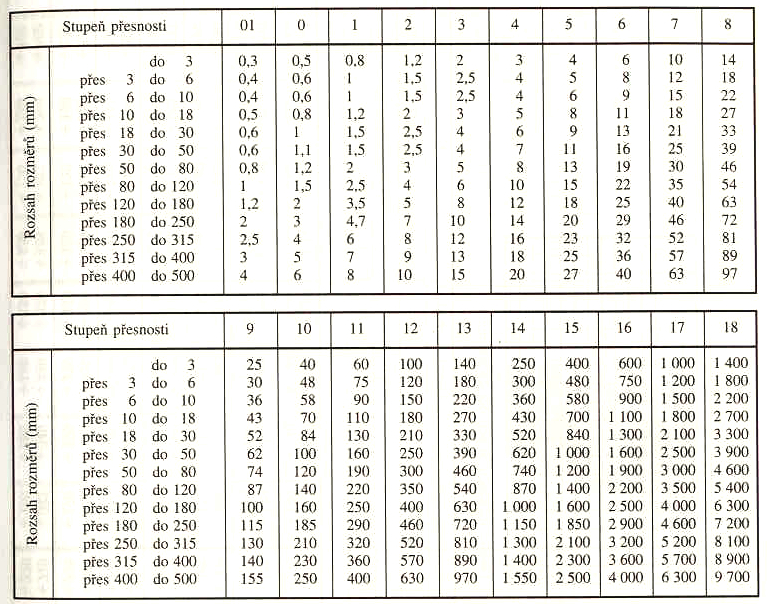 Stupeň přesnosti 01 0 1 2 3 4 5 6 7 8
Rozsah rozměrů (mm)
do 3 0,3 0,5 0,8 1,2 2 3 4 6 10 14
přes 3 do 6 0,4 0,6 1 1,5 2,5 4 5 8 12 18
přes 6 do 10 0,4 0,6 1 1,5 2,5 4 6 9 15 22
přes 10 do 18 0,5 0,8 1,2 2 3 5 8 11 18 27
přes 18 do 30 0,6 1 1,5 2,5 4 6 9 13 21 33
přes 30 do 50 0,6 1,1 1,5 2,5 4 7 11 16 25 39
přes 50 do 80 0,8 1,2 2 3 5 8 13 19 30 46
přes 80 do 120 1 1,5 2,5 4 6 10 15 22 35 54
přes 120 do 180 1,2 2 3,5 5 8 12 18 25 40 63
přes 180 do 250 2 3 4,7 7 10 14 20 29 46 72
přes 250 do 315 2,5 4 6 8 12 16 23 32 52 81
přes 315 do 400 3 5 7 9 13 18 25 36 57 89
přes 400 do 500 4 6 8 10 15 20 27 40 63 97
Stupeň přesnosti 9 10 11 12 13 14 15 16 17 18
Rozsah rozměrů (mm)
do 3 25 40 60 100 140 250 400 600 1 000 1 400
přes 3 do 6 30 48 75 120 180 300 480 750 1 200 1 800
přes 6 do 10 36 58 90 150 220 360 580 900 1 500 2 200
přes 10 do 18 43 70 110 180 270 430 700 1 100 1 800 2 700
přes 18 do 30 52 84 130 210 330 520 840 1 300 2 100 3 300
přes 30 do 50 62 100 160 250 390 620 1 000 1 600 2 500 3 900
přes 50 do 80 74 120 190 300 460 740 1 200 1 900 3 000 4 600
přes 80 do 120 87 140 220 350 540 870 1 400 2 200 3 500 5 400
přes 120 do 180 100 160 250 400 630 1 000 1 600 2 500 4 000 6 300
přes 180 do 250 115 185 290 460 720 1 150 1 850 2 900 4 600 7 200
přes 250 do 315 130 210 320 520 810 1 300 2 100 3 200 5 200 8 100
přes 315 do 400 140 230 360 570 890 1 400 2 300 3 600 5 700 8 900
přes 400 do 500 155 250 400 630 970 1 550 2 500 4 000 6 300 9 700